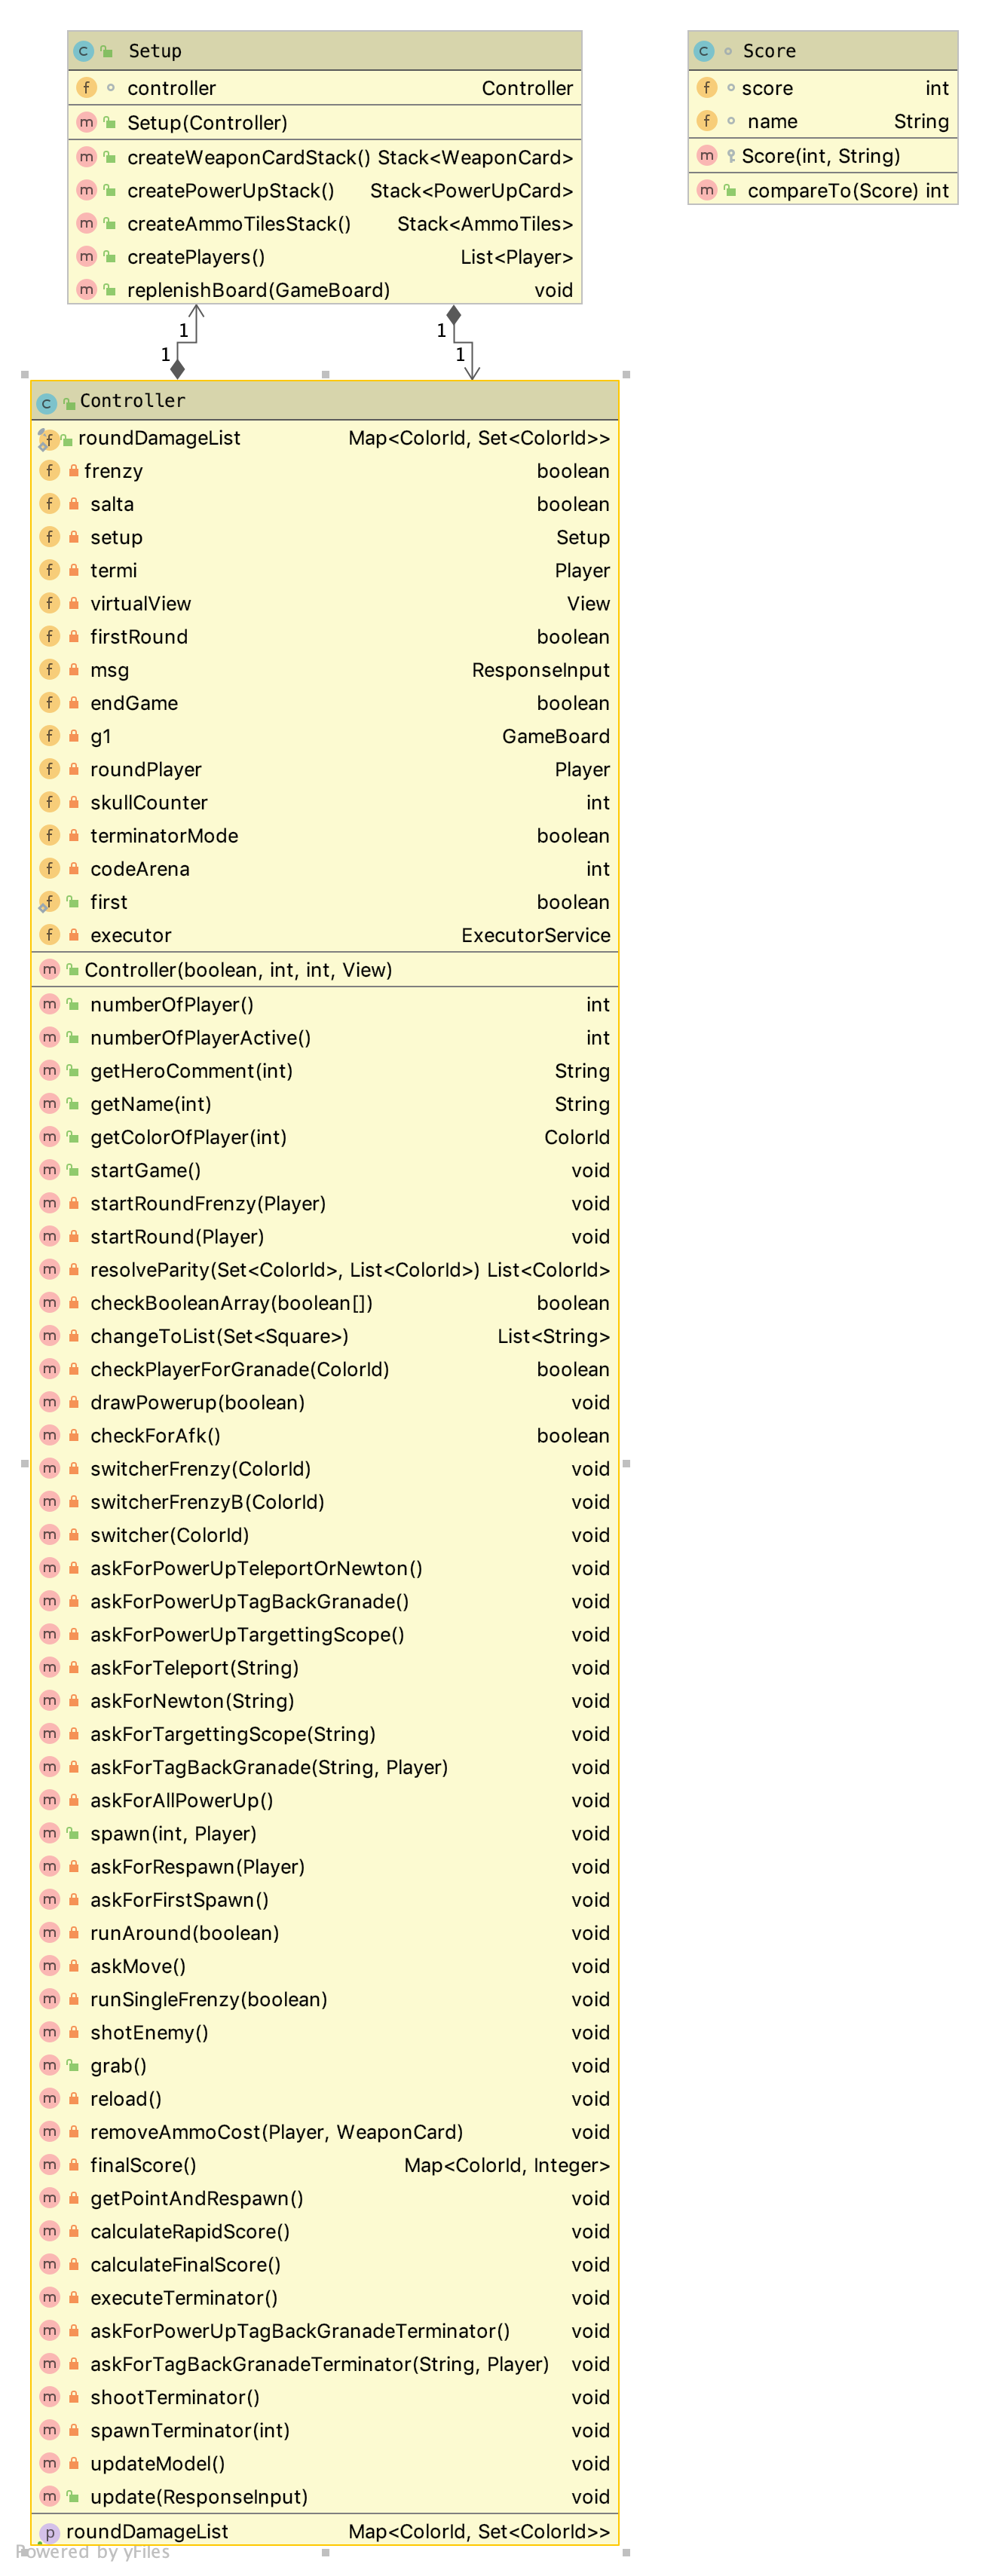 Setup
controller Controller
Setup(Controller)
createWeaponCardStack() Stack<WeaponCard>
createPowerUpStack() Stack<PowerUpCard>
createAmmoTilesStack() Stack<AmmoTiles>
createPlayers() List<Player>
replenishBoard(GameBoard) void
Score
score int
name String
Score(int, String)
compareTo(Score) int
1
1
1
1
Controller
roundDamageList Map<ColorId, Set<ColorId>>
frenzy boolean
salta boolean
setup Setup
termi Player
virtualView View
firstRound boolean
msg ResponseInput
endGame boolean
g1 GameBoard
roundPlayer Player
skullCounter int
terminatorMode boolean
codeArena int
first boolean
executor ExecutorService
Controller(boolean, int, int, View)
numberOfPlayer() int
numberOfPlayerActive() int
getHeroComment(int) String
getName(int) String
getColorOfPlayer(int) ColorId
startGame() void
startRoundFrenzy(Player) void
startRound(Player) void
resolveParity(Set<ColorId>, List<ColorId>) List<ColorId>
checkBooleanArray(boolean[]) boolean
changeToList(Set<Square>) List<String>
checkPlayerForGranade(ColorId) boolean
drawPowerup(boolean) void
checkForAfk() boolean
switcherFrenzy(ColorId) void
switcherFrenzyB(ColorId) void
switcher(ColorId) void
askForPowerUpTeleportOrNewton() void
askForPowerUpTagBackGranade() void
askForPowerUpTargettingScope() void
askForTeleport(String) void
askForNewton(String) void
askForTargettingScope(String) void
askForTagBackGranade(String, Player) void
askForAllPowerUp() void
spawn(int, Player) void
askForRespawn(Player) void
askForFirstSpawn() void
runAround(boolean) void
askMove() void
runSingleFrenzy(boolean) void
shotEnemy() void
grab() void
reload() void
removeAmmoCost(Player, WeaponCard) void
finalScore() Map<ColorId, Integer>
getPointAndRespawn() void
calculateRapidScore() void
calculateFinalScore() void
executeTerminator() void
askForPowerUpTagBackGranadeTerminator() void
askForTagBackGranadeTerminator(String, Player) void
shootTerminator() void
spawnTerminator(int) void
updateModel() void
update(ResponseInput) void
roundDamageList Map<ColorId, Set<ColorId>>
Powered by yFiles